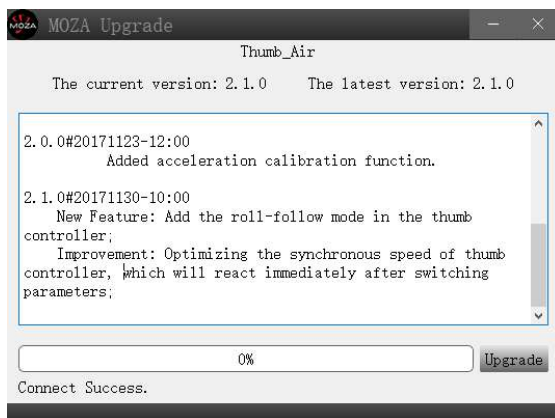 MOZA MOZA Upgrade
Thumb_Air
The current version: 2.1.0 The latest version: 2.1.0
2.0.0#20171123-12:00
Added acceleration calibration function.
2.1.0#20171130-10:00
New Feature: Add the roll-follow mode in the thumb
controller;
Improvement: Optimizing the synchronous speed of thumb
controller, which will react immediately after switching
parameters;
0% Upgrade
Connect Success.